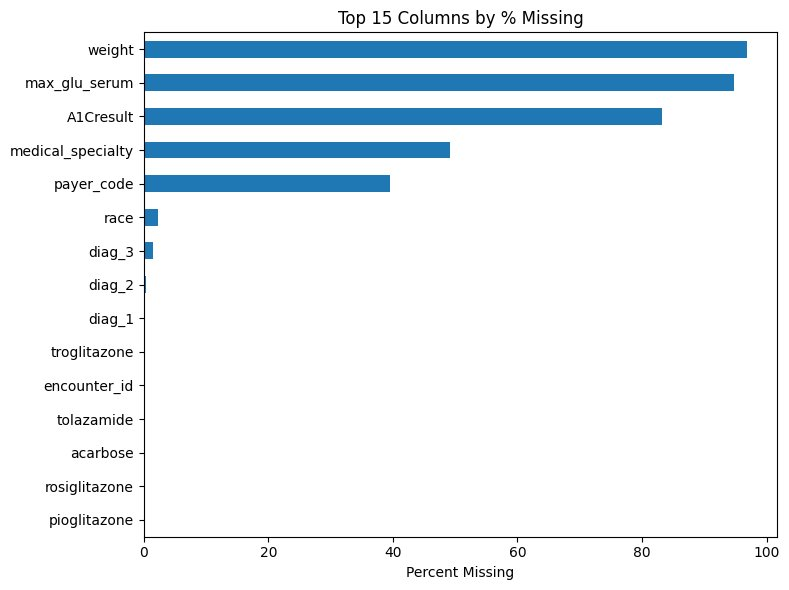 Top 15 Columns by % Missing
weight
max_glu_serum
A1Cresult
medical_specialty
payer_code
race
diag_3
diag_2
diag_1
troglitazone
encounter_id
tolazamide
acarbose
rosiglitazone
pioglitazone
0 20 40 60 80 100
Percent Missing